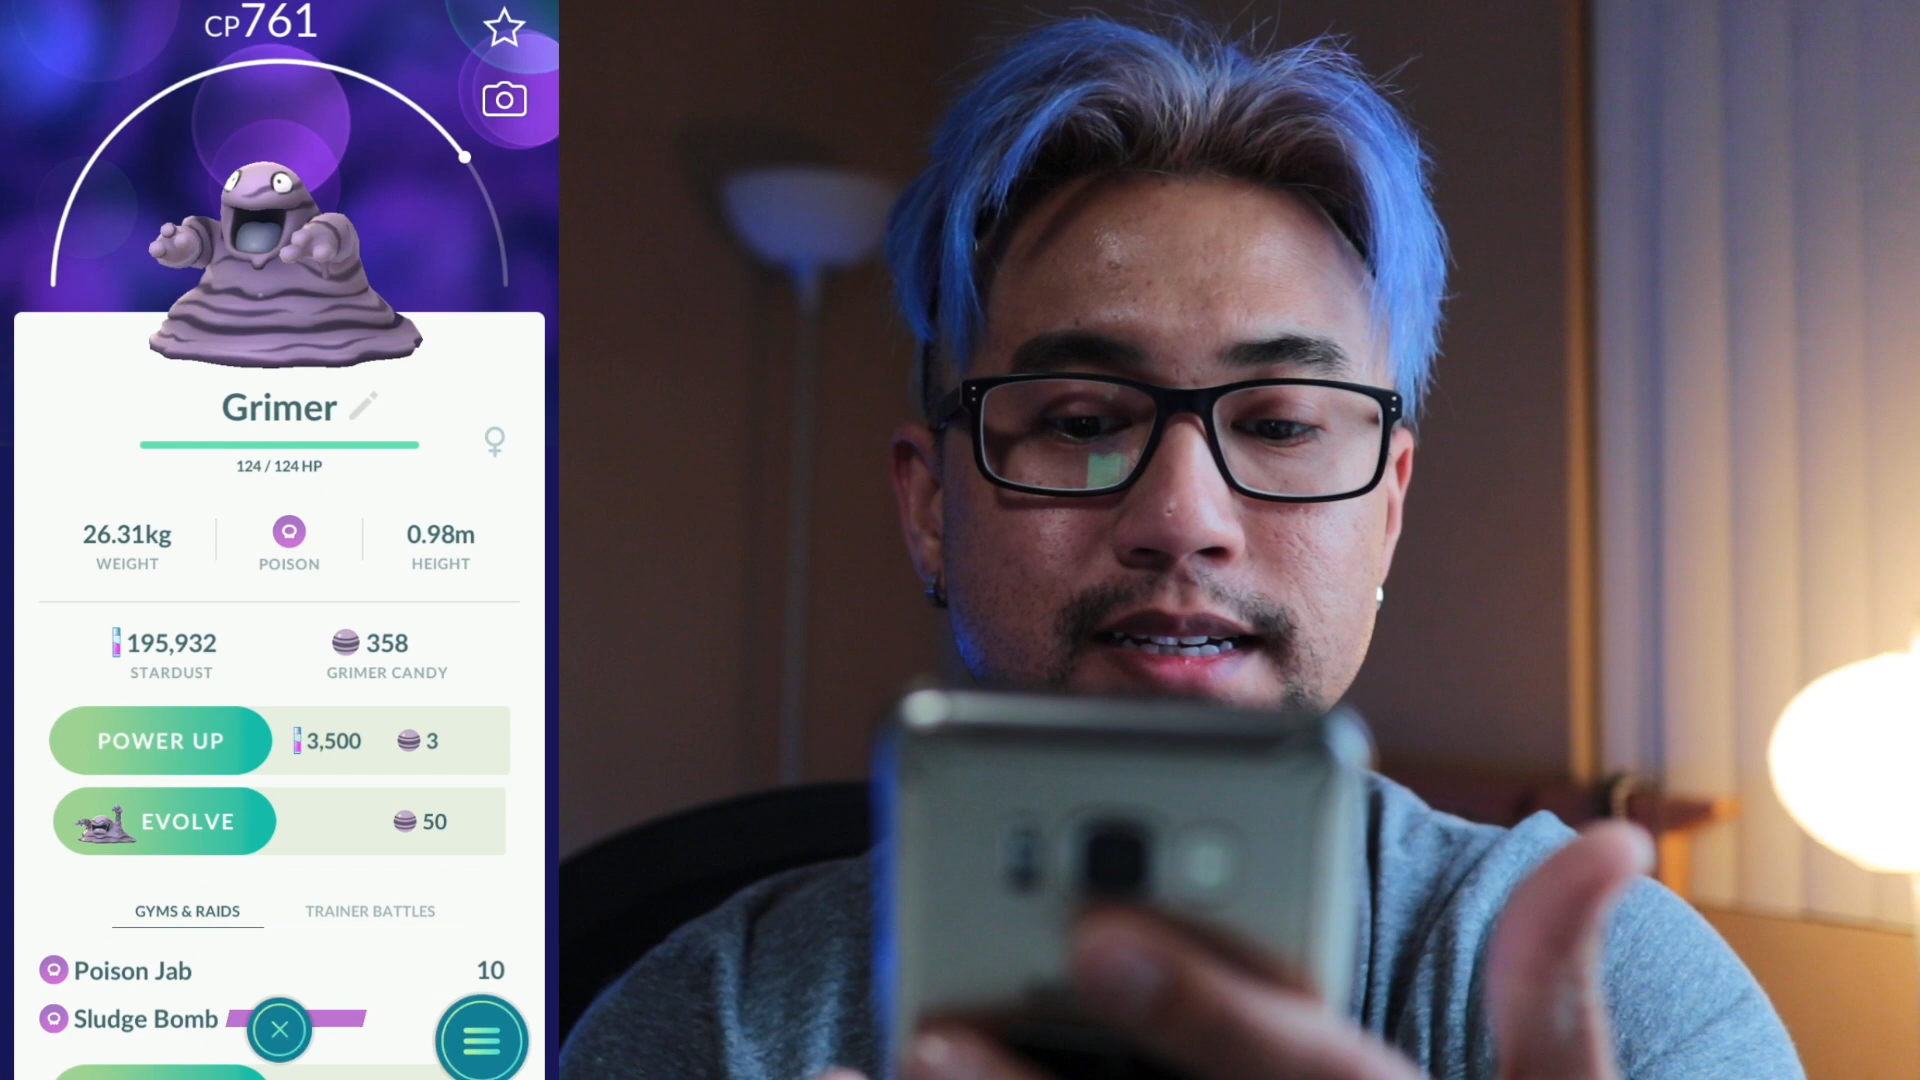 CP761
Grimer
124 / 124 HP
26.31kg
WEIGHT
POISON
0.98m
HEIGHT
195,932
STARDUST
358
GRIMER CANDY
POWER UP 3,500 3
EVOLVE 50
GYMS & RAIDS TRAINER BATTLES
Poison Jab 10
Sludge Bomb